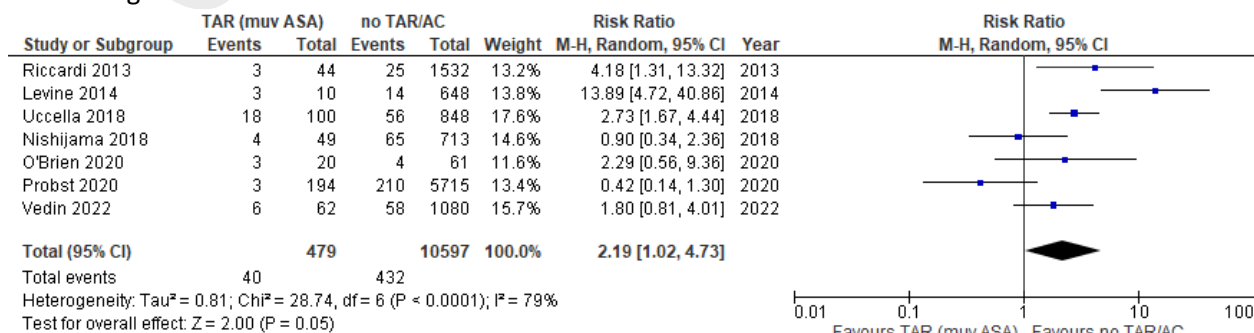 TAR (muv ASA) no TAR/AC Risk Ratio Risk Ratio
Study or Subgroup Events Total Events Total Weight M-H, Random, 95% CI Year M-H, Random, 95% CI
Riccardi 2013 3 44 25 1532 13.2% 4.18 [1.31, 13.32] 2013
Levine 2014 3 10 14 648 13.8% 13.89 [4.72, 40.86] 2014
Uccella 2018 18 100 56 848 17.6% 2.73 [1.67, 4.44] 2018
Nishijama 2018 4 49 65 713 14.6% 0.90 [0.34, 2.36] 2018
O'Brien 2020 3 20 4 61 11.6% 2.29 [0.56, 9.36] 2020
Probst 2020 3 194 210 5715 13.4% 0.42 [0.14, 1.30] 2020
Vedin 2022 6 62 58 1080 15.7% 1.80 [0.81, 4.01] 2022
Total (95% CI) 479 10597 100.0% 2.19 [1.02, 4.73]
Total events 40 432
Heterogeneity: Tau² = 0.81; Chi² = 28.74, df = 6 (P < 0.0001); I² = 79%
Test for overall effect: Z = 2.00 (P = 0.05)
0.01 0.1 1 10 100
Favours TAR (muv ASA) Favours no TAR/AC